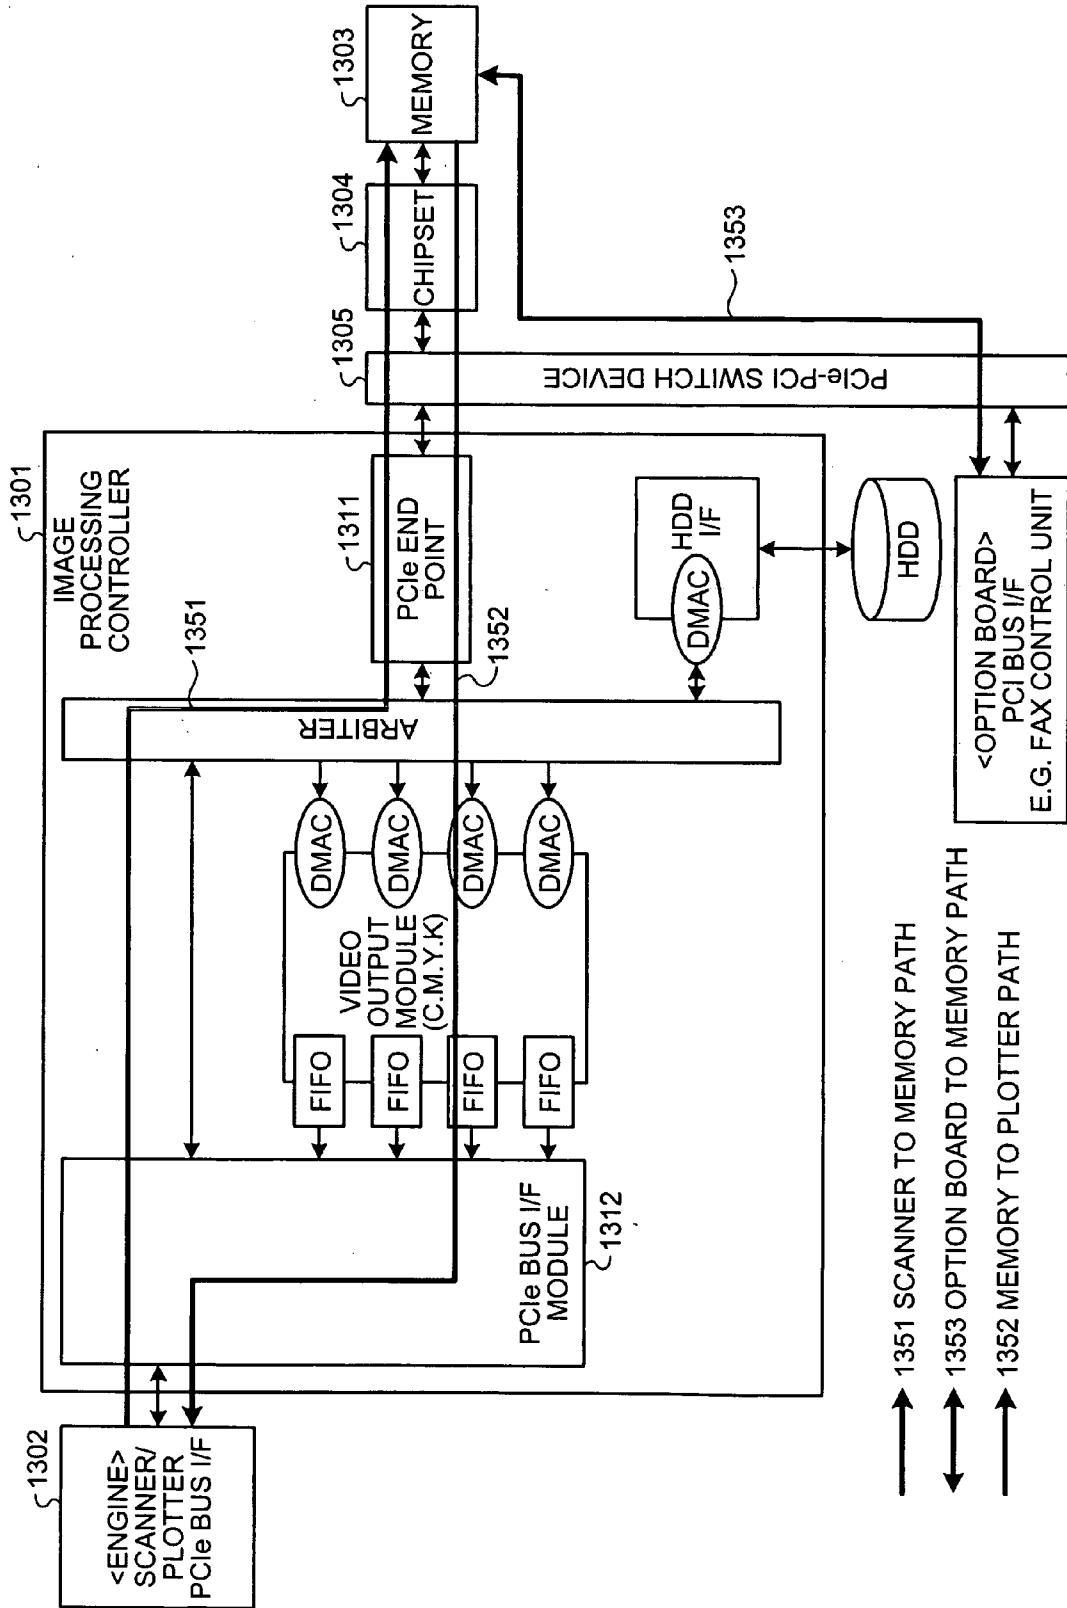 1302
<ENGINE>
SCANNER/
PLOTTER
PCIe BUS I/F
1301
IMAGE
PROCESSING
CONTROLLER
PCIe BUS I/F
MODULE
1312
FIFO
FIFO
FIFO
FIFO
VIDEO
OUTPUT
MODULE
(C.M.Y.K)
DMAC
DMAC
DMAC
DMAC
ARBITER
1351
1311
PCIe END
POINT
1352
HDD
I/F
DMAC
HDD
1305
PCIe-PCI SWITCH DEVICE
1304
CHIPSET
1303
MEMORY
1353
<OPTION BOARD>
PCI BUS I/F
E.G. FAX CONTROL UNIT
1351 SCANNER TO MEMORY PATH
1353 OPTION BOARD TO MEMORY PATH
1352 MEMORY TO PLOTTER PATH